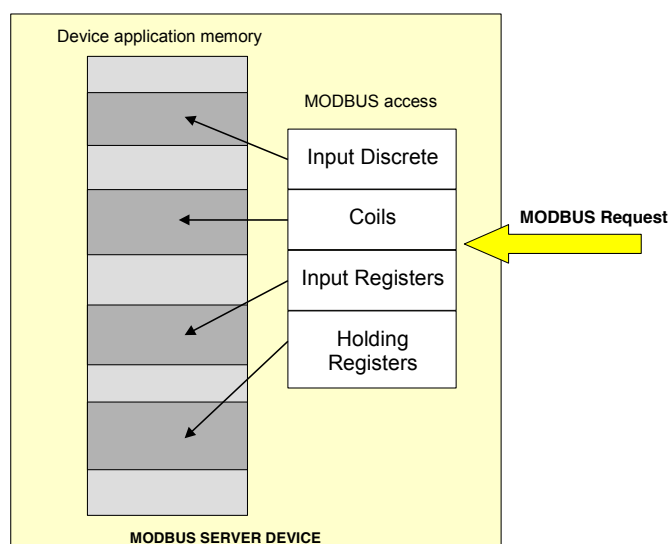 Device application memory
MODBUS access
Input Discrete
Coils
MODBUS Request
Input Registers
Holding
Registers
MODBUS SERVER DEVICE